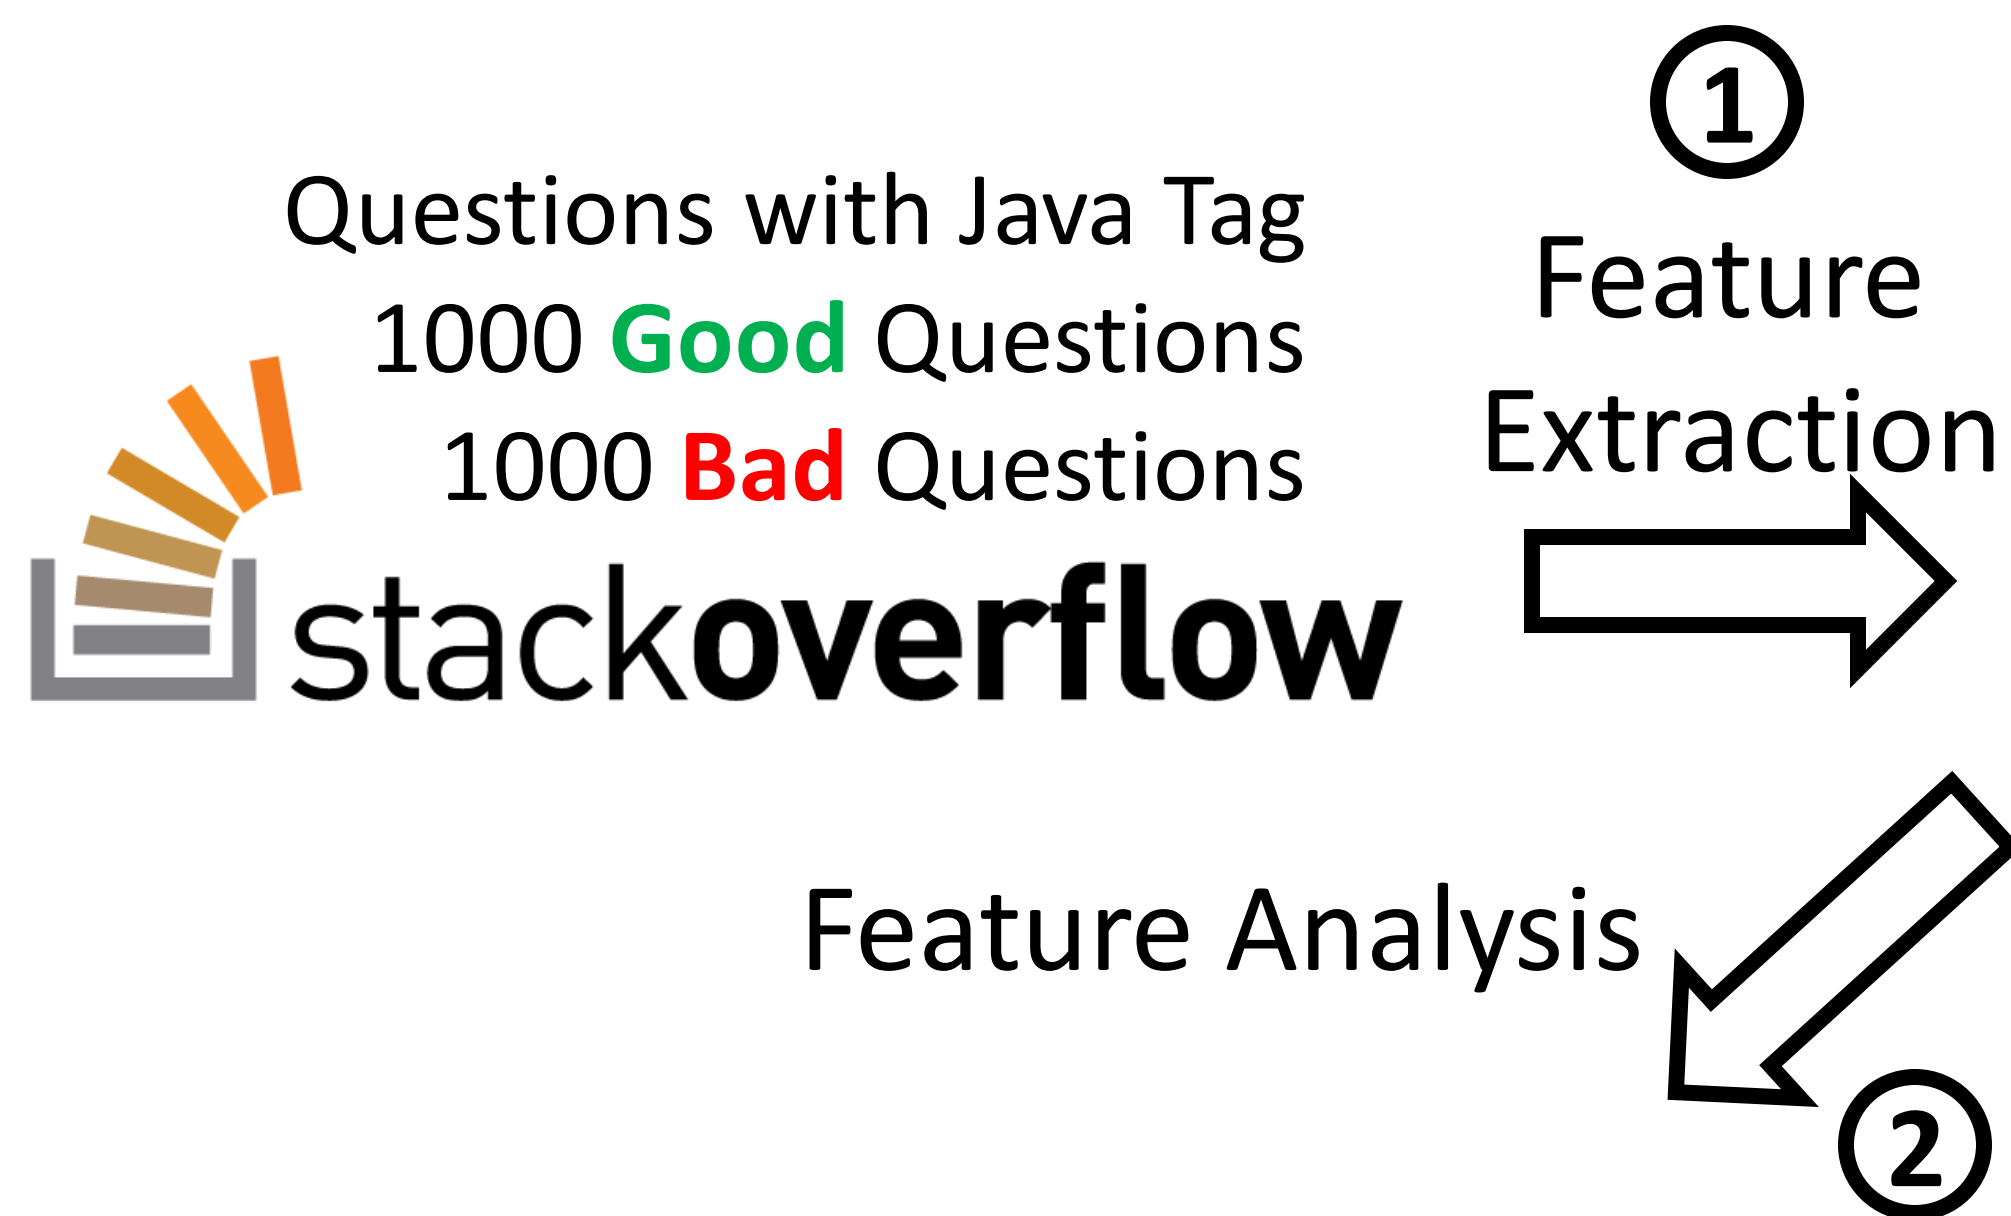 1
Questions with Java Tag
Feature
1000 Good Questions
Extraction
1000 Bad Questions
stackoverflow
Feature Analysis
2